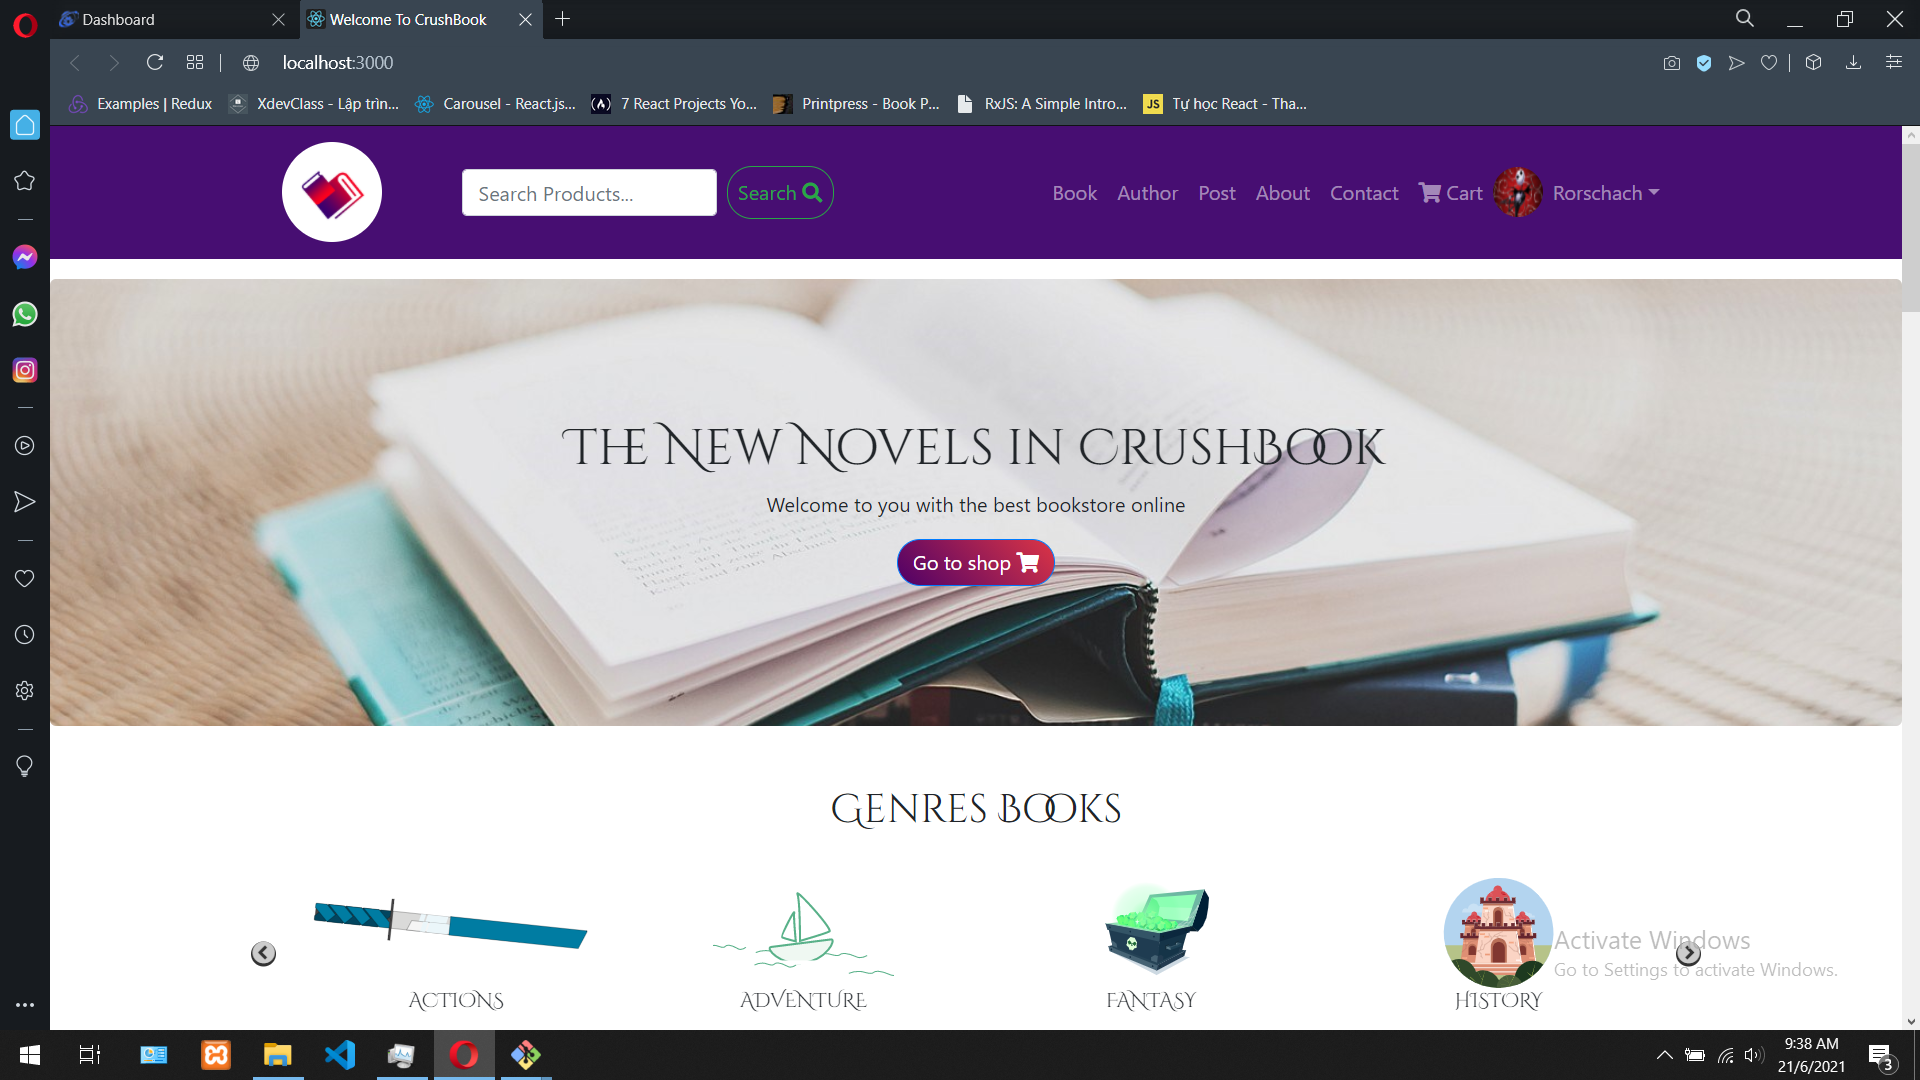 Dashboard
Welcome To CrushBook
localhost:3000
Examples | Redux
XdevClass - Lập trìn...
Carousel - React.js...
7 React Projects Yo...
Printpress - Book P...
RxJS: A Simple Intro...
JS
Tự học React - Tha...
Search Products...
Search
Book
Author
Post
About
Contact
Cart
Rorschach
The New Novels in CrushBook
Welcome to you with the best bookstore online
Go to shop
Genres Books
Actions
Adventure
Fantasy
History
Activate Windows
Go to Settings to activate Windows.
9:38 AM
21/6/2021
3